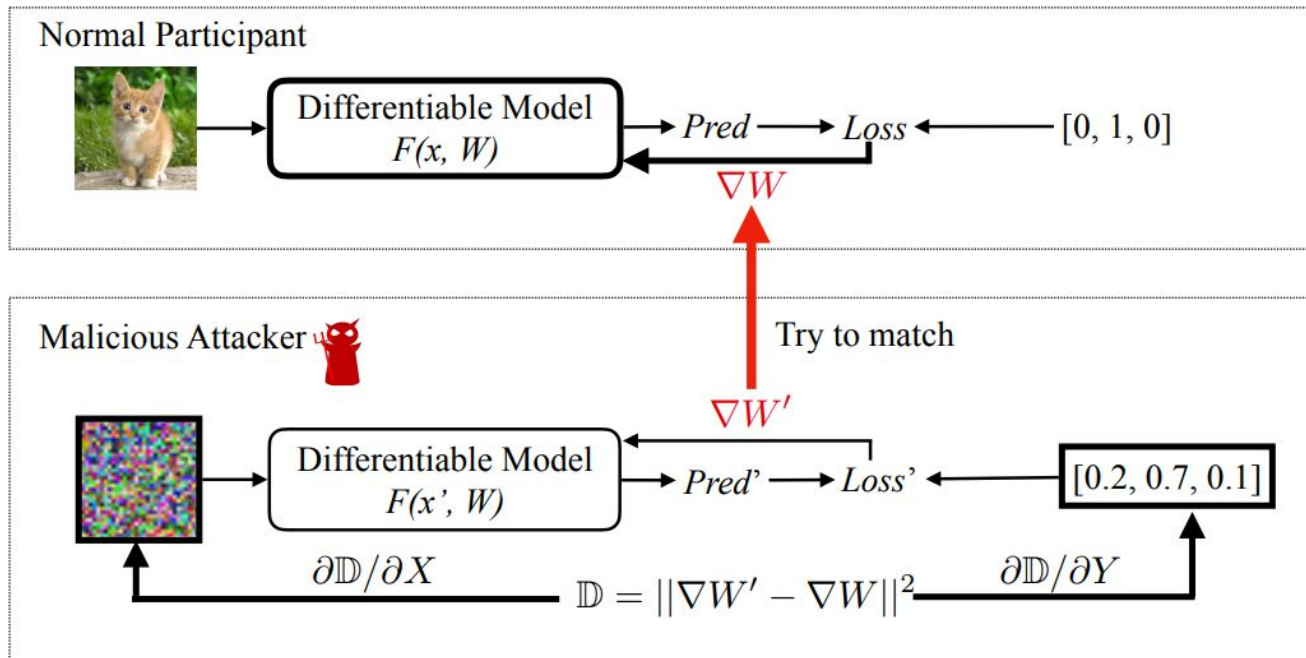 Normal Participant
Differentiable Model
F(x, W)
Pred
Loss
[0, 1, 0]
∇W
Try to match
Malicious Attacker
∇W′
Differentiable Model
F(x’, W)
Pred’
Loss’
[0.2, 0.7, 0.1]
∂𝔻/∂X
𝔻 = ||∇W′ − ∇W||²
∂𝔻/∂Y